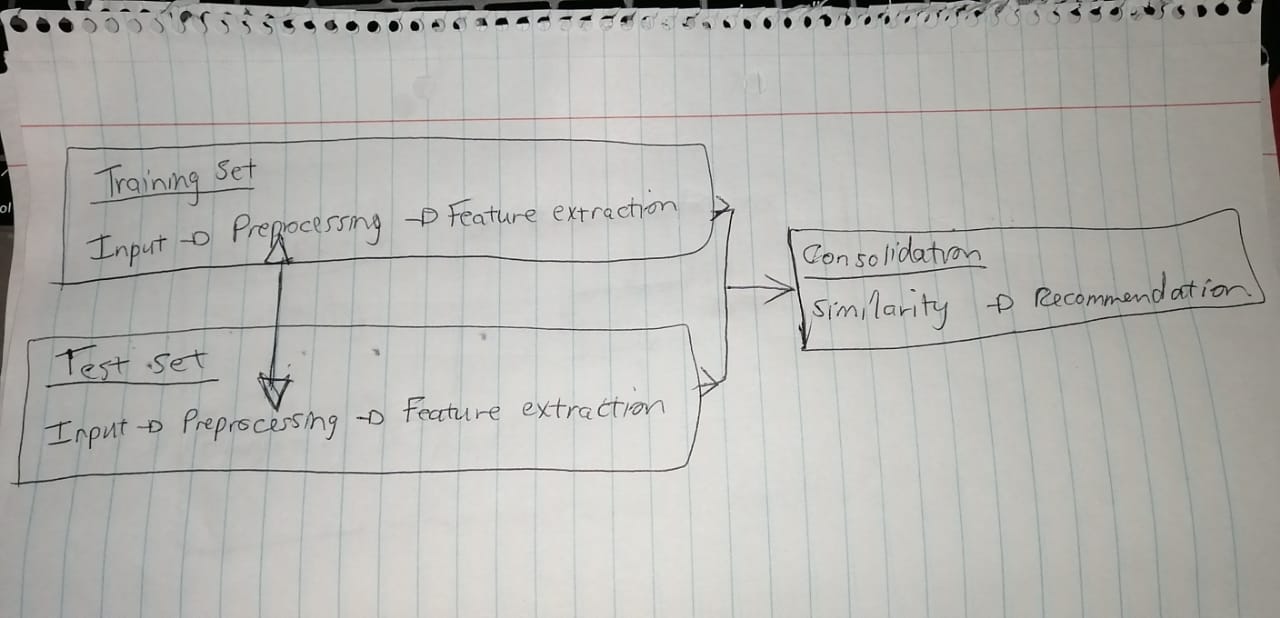 Training Set
Input → Preprocessing → Feature extraction
Test set
Input → Preprocessing → Feature extraction
Consolidation
Similarity → Recommendation